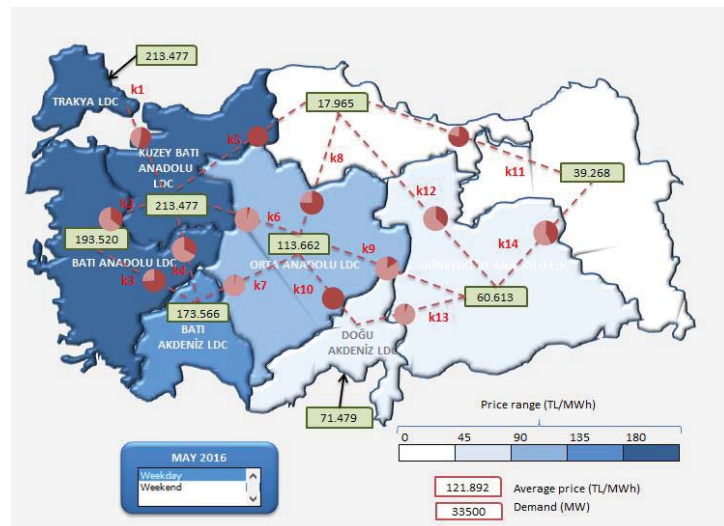 213.477
TRAKYA LDC
k1
17.965
KUZEY BATI
ANADOLU
LDC
k5
k8
k11
k12
39.268
213.477
k6
193.520
k4
113.662
k9
k14
BATI ANADOLU LDC
ORTA ANADOLU LDC
k3
k7
k10
60.613
173.566
k13
BATI
AKDENİZ LDC
DOĞU
AKDENİZ LDC
71.479
Price range (TL/MWh)
0 45 90 135 180
MAY 2016
Weekday
Weekend
121.892 Average price (TL/MWh)
33500 Demand (MW)